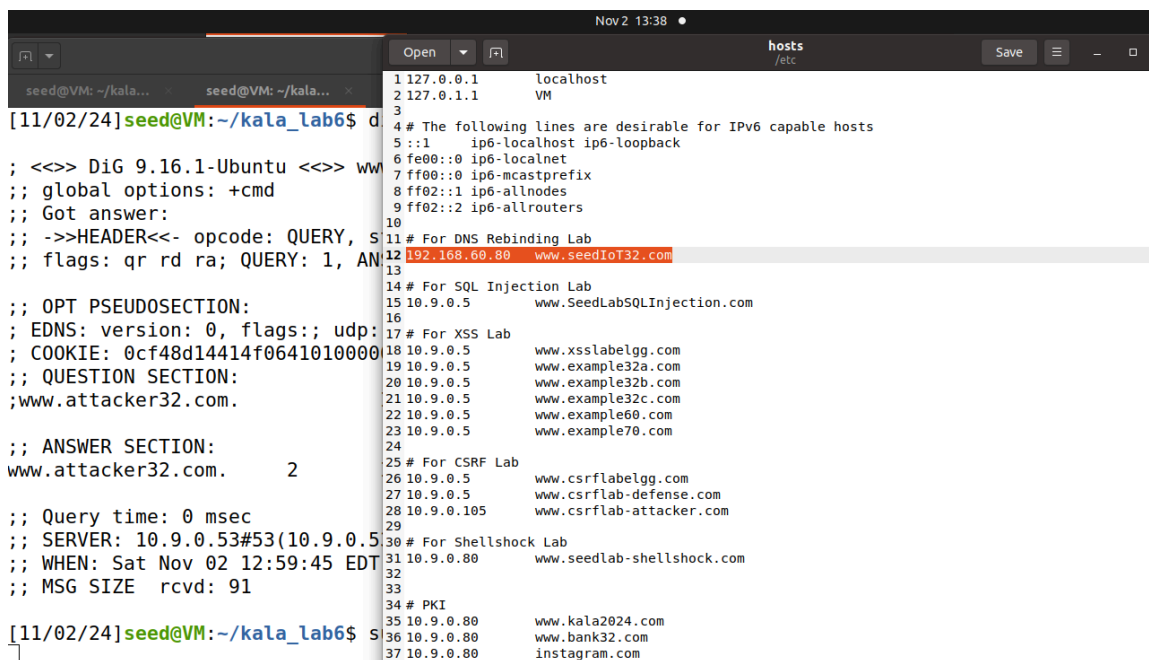 Nov 2 13:38
Open
hosts
/etc
Save
seed@VM: ~/kala...
seed@VM: ~/kala...
[11/02/24]seed@VM:~/kala_lab6$
; <<>> DiG 9.16.1-Ubuntu <<>>
;; global options: +cmd
;; Got answer:
;; ->>HEADER<<- opcode: QUERY,
;; flags: qr rd ra; QUERY: 1,
;; OPT PSEUDOSECTION:
; EDNS: version: 0, flags:; udp:
; COOKIE: 0cf48d14414f0641010000
;; QUESTION SECTION:
;www.attacker32.com.
;; ANSWER SECTION:
www.attacker32.com. 2
;; Query time: 0 msec
;; SERVER: 10.9.0.53#53(10.9.0.5
;; WHEN: Sat Nov 02 12:59:45 EDT
;; MSG SIZE rcvd: 91
[11/02/24]seed@VM:~/kala_lab6$
1 127.0.0.1 localhost
2 127.0.1.1 VM
3
4 # The following lines are desirable for IPv6 capable hosts
5 ::1 ip6-localhost ip6-loopback
6 fe00::0 ip6-localnet
7 ff00::0 ip6-mcastprefix
8 ff02::1 ip6-allnodes
9 ff02::2 ip6-allrouters
10
11 # For DNS Rebinding Lab
12 192.168.60.80 www.seedIoT32.com
13
14 # For SQL Injection Lab
15 10.9.0.5 www.SeedLabSQLInjection.com
16
17 # For XSS Lab
18 10.9.0.5 www.xsslabelgg.com
19 10.9.0.5 www.example32a.com
20 10.9.0.5 www.example32b.com
21 10.9.0.5 www.example32c.com
22 10.9.0.5 www.example60.com
23 10.9.0.5 www.example70.com
24
25 # For CSRF Lab
26 10.9.0.5 www.csrflabelgg.com
27 10.9.0.5 www.csrflab-defense.com
28 10.9.0.105 www.csrflab-attacker.com
29
30 # For Shellshock Lab
31 10.9.0.80 www.seedlab-shellshock.com
32
33
34 # PKI
35 10.9.0.80 www.kala2024.com
36 10.9.0.80 www.bank32.com
37 10.9.0.80 instagram.com